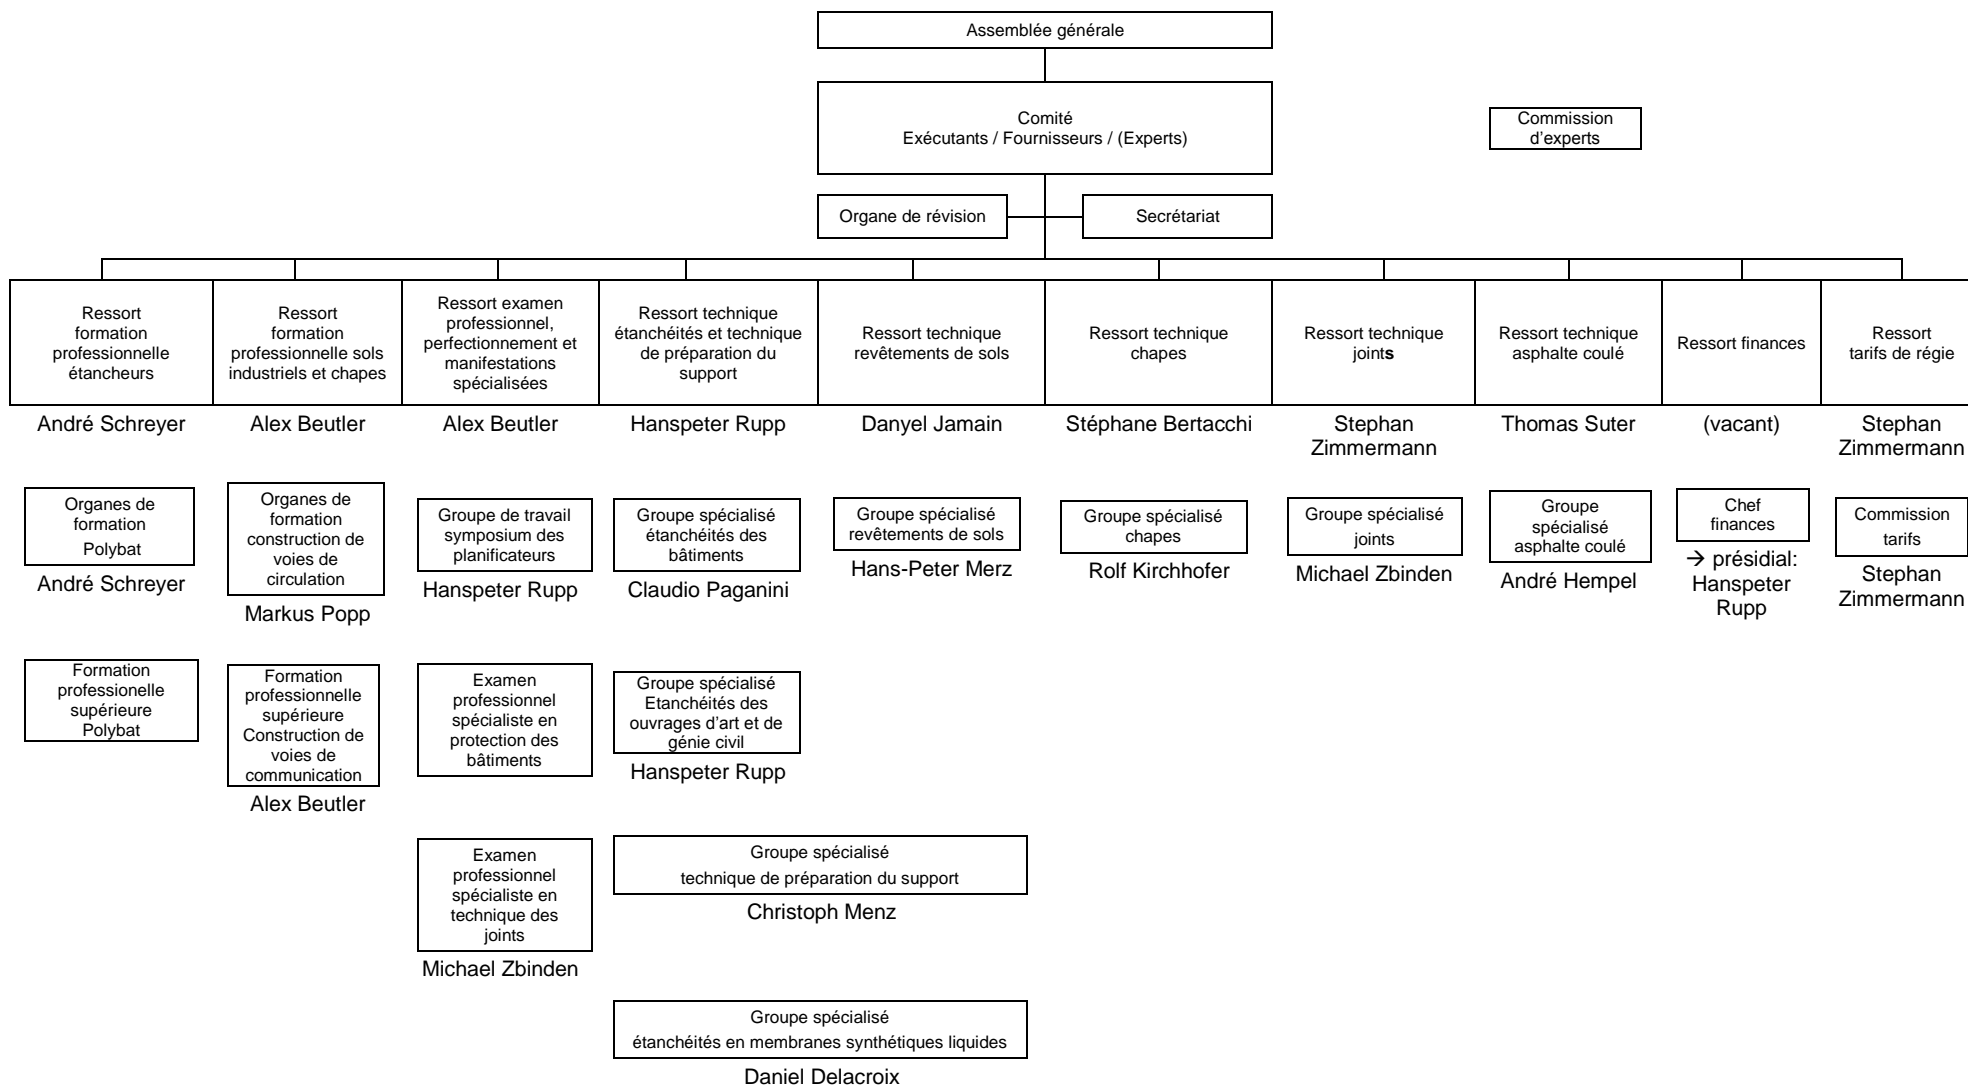 Assemblée générale
Comité
Exécutants / Fournisseurs / (Experts)
Commission
d'experts
Organe de révision
Secrétariat
Ressort
formation
professionnelle
étancheurs
André Schreyer
Ressort
formation
professionnelle sols
industriels et chapes
Alex Beutler
Ressort examen
professionnel,
perfectionnement et
manifestations
spécialisées
Alex Beutler
Ressort technique
étanchéités et technique
de préparation du
support
Hanspeter Rupp
Ressort technique
revêtements de sols
Danyel Jamain
Ressort technique
chapes
Stéphane Bertacchi
Ressort technique
joints
Stephan
Zimmermann
Ressort technique
asphalte coulé
Thomas Suter
Ressort finances
(vacant)
Ressort
tarifs de régie
Stephan
Zimmermann
Organes de
formation
Polybat
André Schreyer
Organes de
formation
construction de
voies de
circulation
Markus Popp
Groupe de travail
symposium des
planificateurs
Hanspeter Rupp
Groupe spécialisé
étanchéités des
bâtiments
Claudio Paganini
Groupe spécialisé
revêtements de sols
Hans-Peter Merz
Groupe spécialisé
chapes
Rolf Kirchhofer
Groupe spécialisé
joints
Michael Zbinden
Groupe
spécialisé
asphalte coulé
André Hempel
Chef
finances
→ présidial:
Hanspeter
Rupp
Commission
tarifs
Stephan
Zimmermann
Formation
professionelle
supérieure
Polybat
Formation
professionnelle
supérieure
Construction de
voies de
communication
Alex Beutler
Examen
professionnel
spécialiste en
protection des
bâtiments
Groupe spécialisé
Etanchéités des
ouvrages d'art et de
génie civil
Hanspeter Rupp
Examen
professionnel
spécialiste en
technique des
joints
Michael Zbinden
Groupe spécialisé
technique de préparation du support
Christoph Menz
Groupe spécialisé
étanchéités en membranes synthétiques liquides
Daniel Delacroix